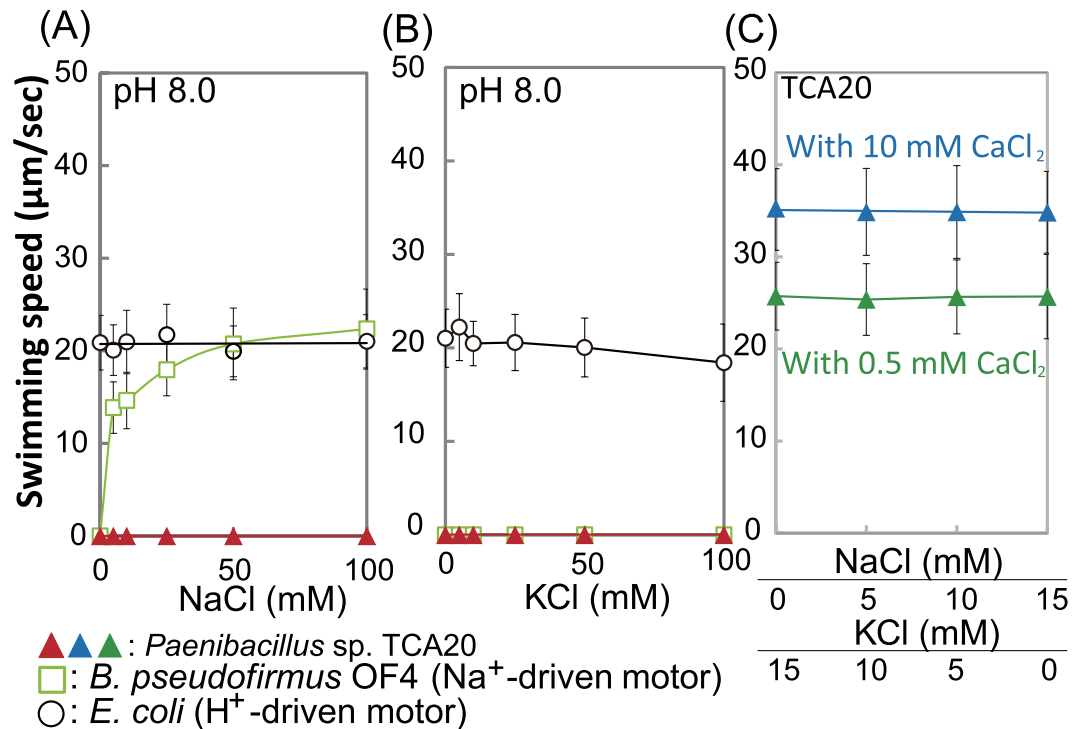 (A)
(B)
(C)
Swimming speed (µm/sec)
50
40
30
20
10
0
pH 8.0
0
50
100
NaCl (mM)
50
40
30
20
10
0
pH 8.0
0
50
100
KCl (mM)
50
40
30
20
10
0
TCA20
With 10 mM CaCl₂
With 0.5 mM CaCl₂
NaCl (mM)
0 5 10 15
KCl (mM)
15 10 5 0
: Paenibacillus sp. TCA20
: B. pseudofirmus OF4 (Na⁺-driven motor)
: E. coli (H⁺-driven motor)